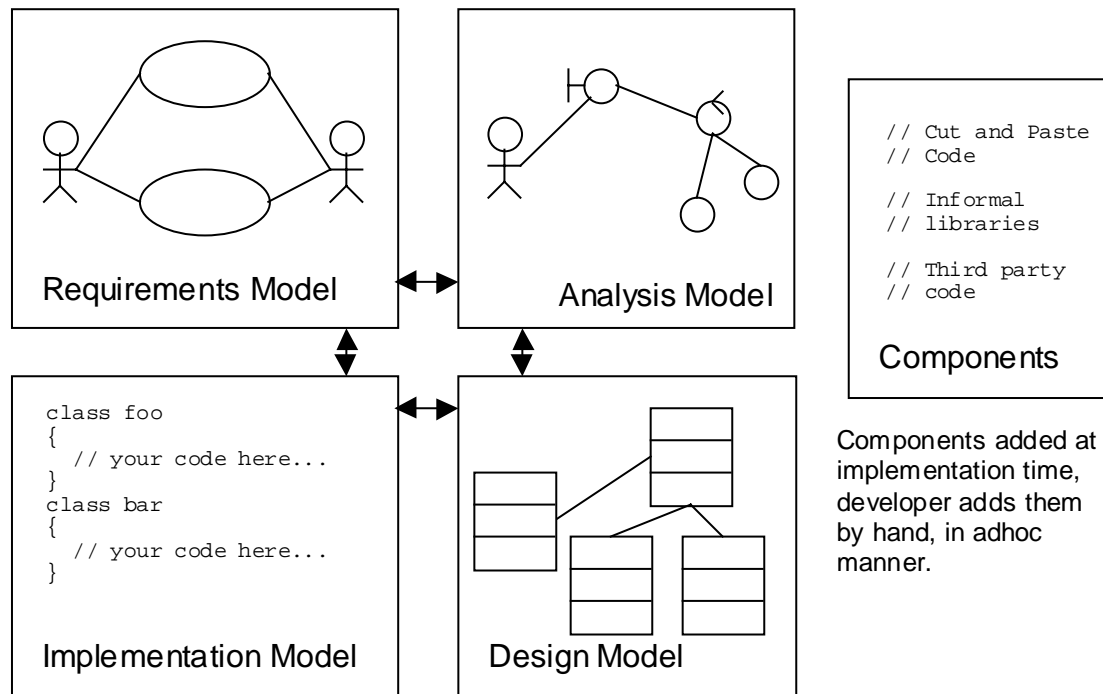 Requirements Model
Analysis Model
// Cut and Paste
// Code
// Informal
// libraries
// Third party
// code
Components
Components added at
implementation time,
developer adds them
by hand, in adhoc
manner.
class foo
{
  // your code here...
}
class bar
{
  // your code here...
}
Implementation Model
Design Model